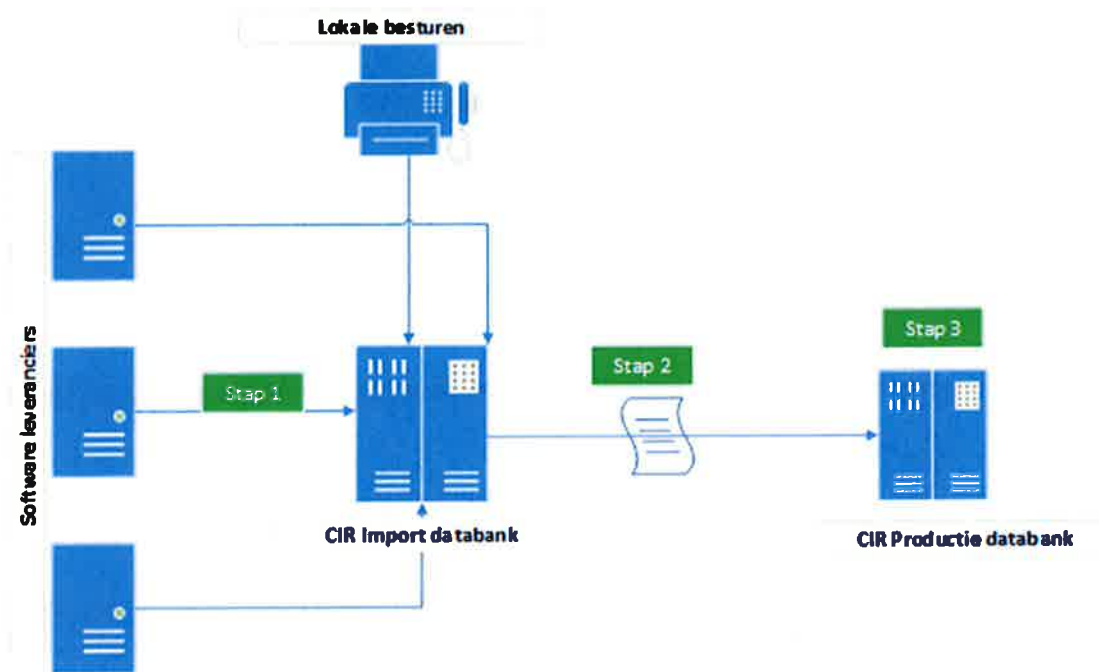 Lokale besturen
Software leveranciers
Stap 1
Stap 2
Stap 3
CIR Import databank
CIR Productie databank